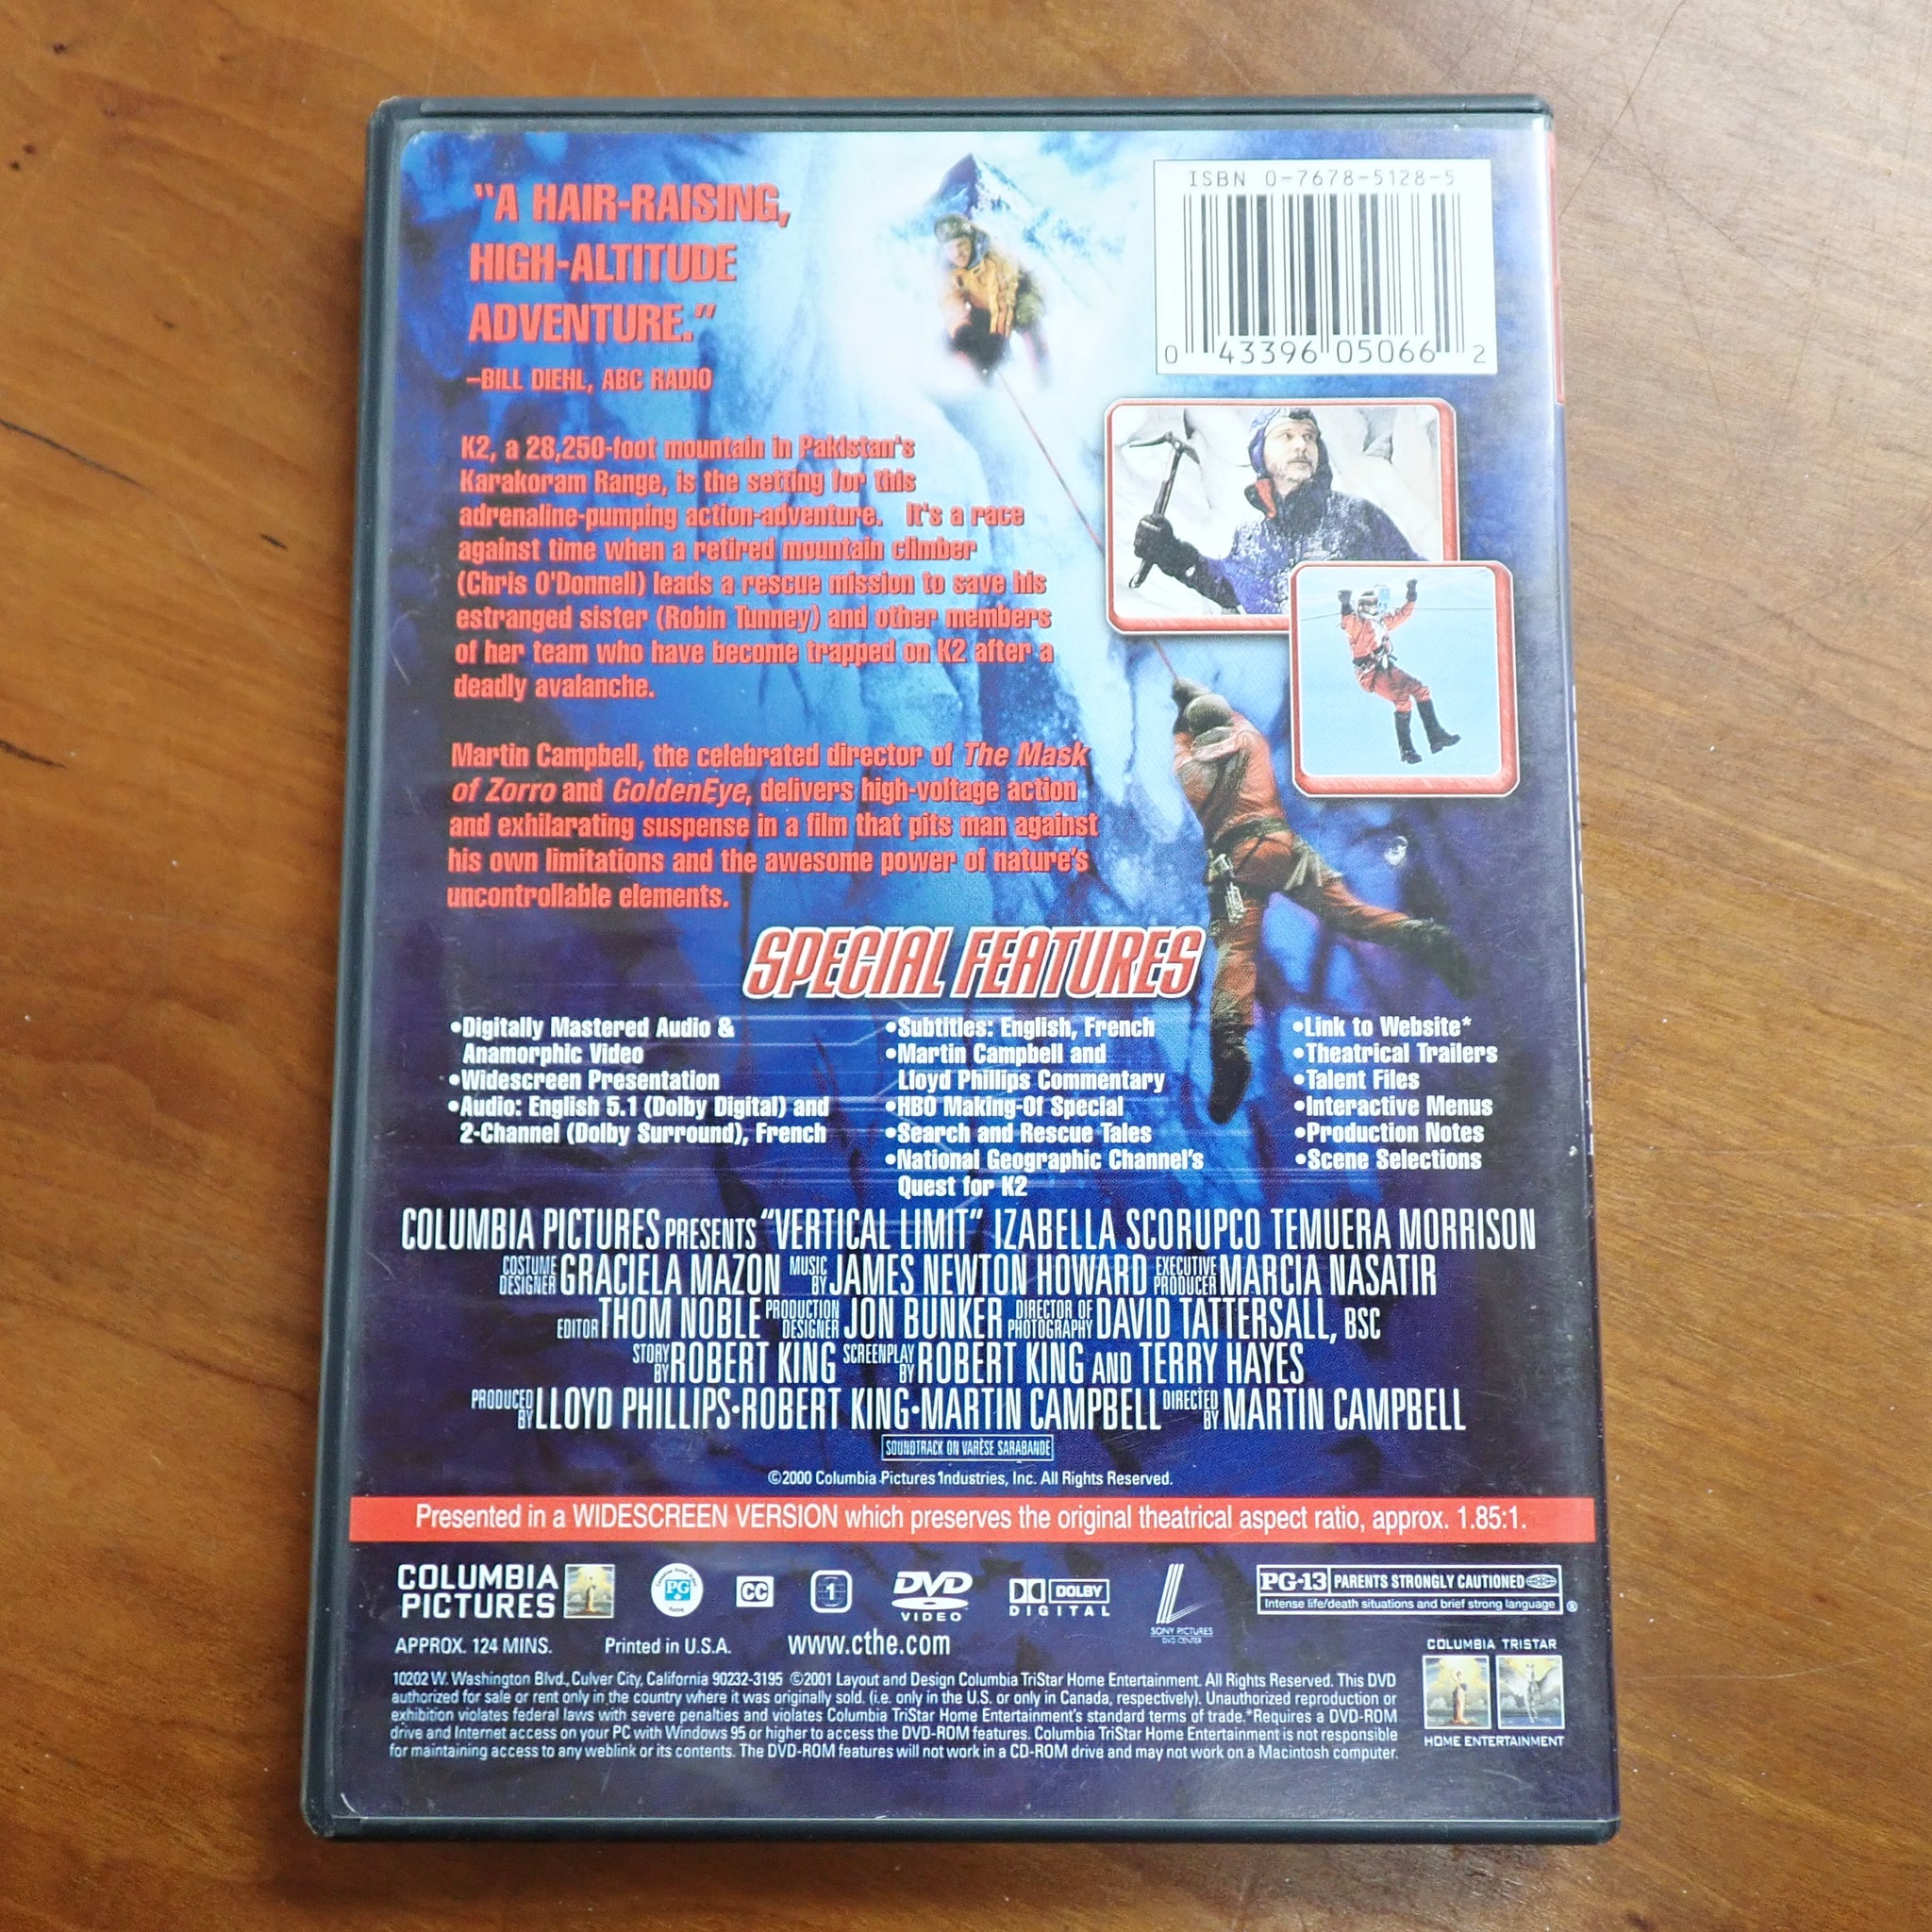 “A HAIR-RAISING,
HIGH-ALTITUDE
ADVENTURE.”
–BILL DIEHL, ABC RADIO
ISBN 0-7678-5128-5
0 43396 05066 2
K2, a 28,250-foot mountain in Pakistan's
Karakoram Range, is the setting for this
adrenaline-pumping action-adventure. It's a race
against time when a retired mountain climber
(Chris O'Donnell) leads a rescue mission to save his
estranged sister (Robin Tunney) and other members
of her team who have become trapped on K2 after a
deadly avalanche.
Martin Campbell, the celebrated director of The Mask
of Zorro and GoldenEye, delivers high-voltage action
and exhilarating suspense in a film that pits man against
his own limitations and the awesome power of nature's
uncontrollable elements.
SPECIAL FEATURES
•Digitally Mastered Audio &
Anamorphic Video
•Widescreen Presentation
•Audio: English 5.1 (Dolby Digital) and
2-Channel (Dolby Surround), French
•Subtitles: English, French
•Martin Campbell and
Lloyd Phillips Commentary
•HBO Making-Of Special
•Search and Rescue Tales
•National Geographic Channel's
Quest for K2
•Link to Website*
•Theatrical Trailers
•Talent Files
•Interactive Menus
•Production Notes
•Scene Selections
COLUMBIA PICTURES PRESENTS “VERTICAL LIMIT” IZABELLA SCORUPCO TEMUERA MORRISON
COSTUME DESIGNER GRACIELA MAZON MUSIC BY JAMES NEWTON HOWARD EXECUTIVE PRODUCER MARCIA NASATIR
EDITOR THOM NOBLE PRODUCTION DESIGNER JON BUNKER DIRECTOR OF PHOTOGRAPHY DAVID TATTERSALL, BSC
STORY BY ROBERT KING SCREENPLAY BY ROBERT KING AND TERRY HAYES
PRODUCED BY LLOYD PHILLIPS•ROBERT KING•MARTIN CAMPBELL DIRECTED BY MARTIN CAMPBELL
SOUNDTRACK ON VARÈSE SARABANDE
©2000 Columbia Pictures Industries, Inc. All Rights Reserved.
Presented in a WIDESCREEN VERSION which preserves the original theatrical aspect ratio, approx. 1.85:1.
COLUMBIA
PICTURES
PG
CC
1
DVD
VIDEO
DOLBY
DIGITAL
SONY PICTURES
DVD CENTER
PG-13 PARENTS STRONGLY CAUTIONED
Intense life/death situations and brief strong language ®
APPROX. 124 MINS. Printed in U.S.A. www.cthe.com
COLUMBIA TRISTAR
HOME ENTERTAINMENT
10202 W. Washington Blvd., Culver City, California 90232-3195 ©2001 Layout and Design Columbia TriStar Home Entertainment. All Rights Reserved. This DVD
authorized for sale or rent only in the country where it was originally sold. (i.e. only in the U.S. or only in Canada, respectively). Unauthorized reproduction or
exhibition violates federal laws with severe penalties and violates Columbia TriStar Home Entertainment's standard terms of trade.*Requires a DVD-ROM
drive and Internet access on your PC with Windows 95 or higher to access the DVD-ROM features. Columbia TriStar Home Entertainment is not responsible
for maintaining access to any weblink or its contents. The DVD-ROM features will not work in a CD-ROM drive and may not work on a Macintosh computer.